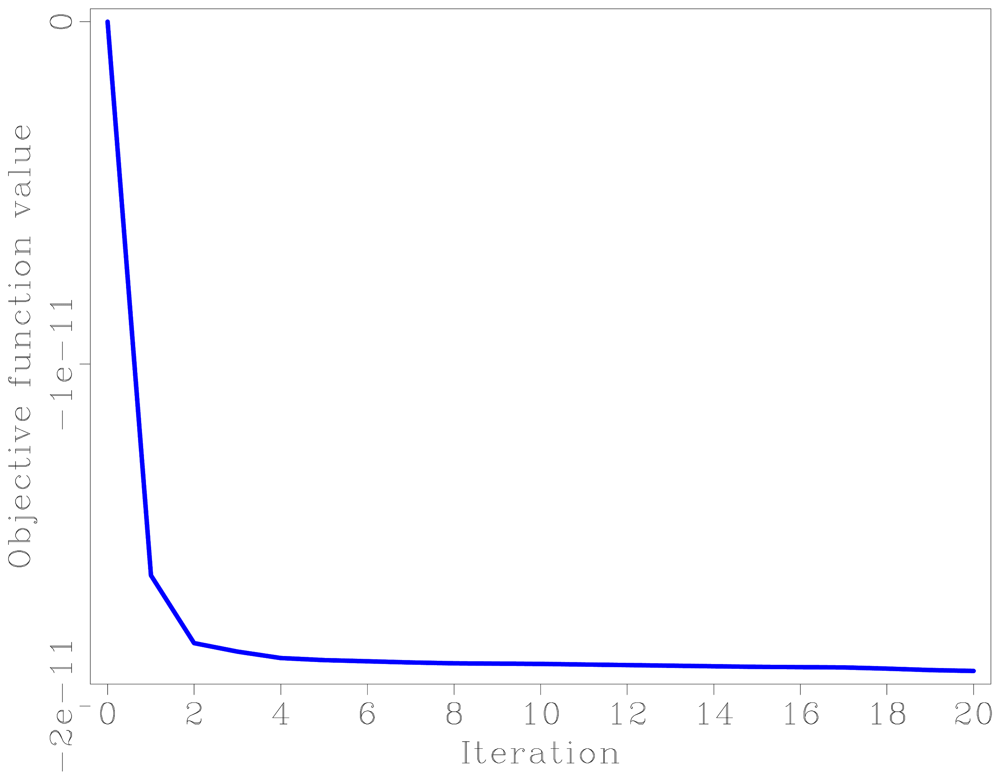 Objective function value
0
-1e-11
-2e-11
0 2 4 6 8 10 12 14 16 18 20
Iteration